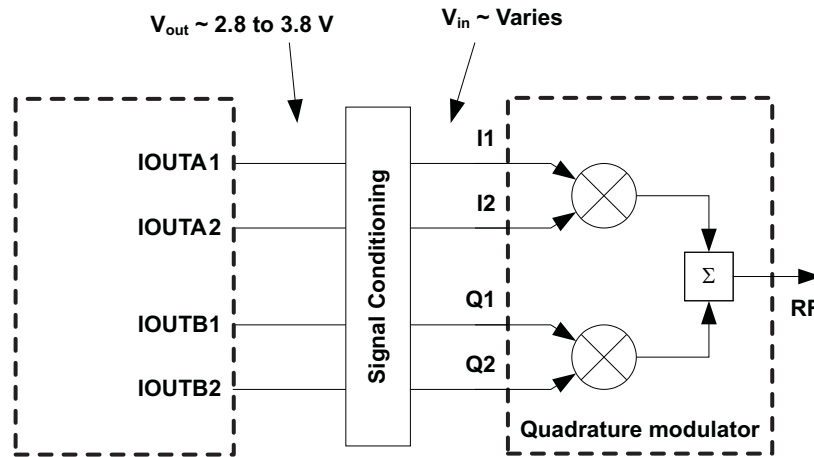 Vout ~ 2.8 to 3.8 V
Vin ~ Varies
IOUTA1
IOUTA2
IOUTB1
IOUTB2
Signal Conditioning
I1
I2
Q1
Q2
Σ
RF
Quadrature modulator